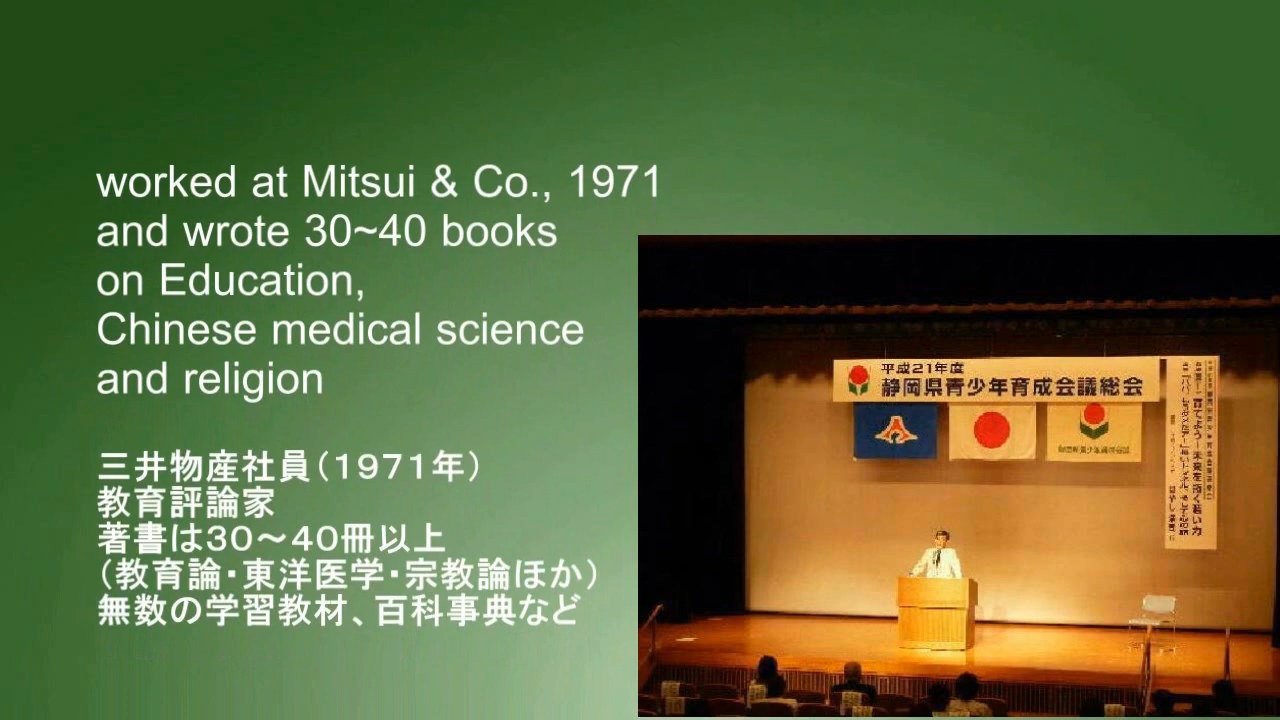 worked at Mitsui & Co., 1971
and wrote 30~40 books
on Education,
Chinese medical science
and religion
三井物産社員(1971年)
教育評論家
著書は30～40冊以上
(教育論・東洋医学・宗教論ほか)
無数の学習教材、百科事典など
平成21年度
静岡県青少年育成会議総会